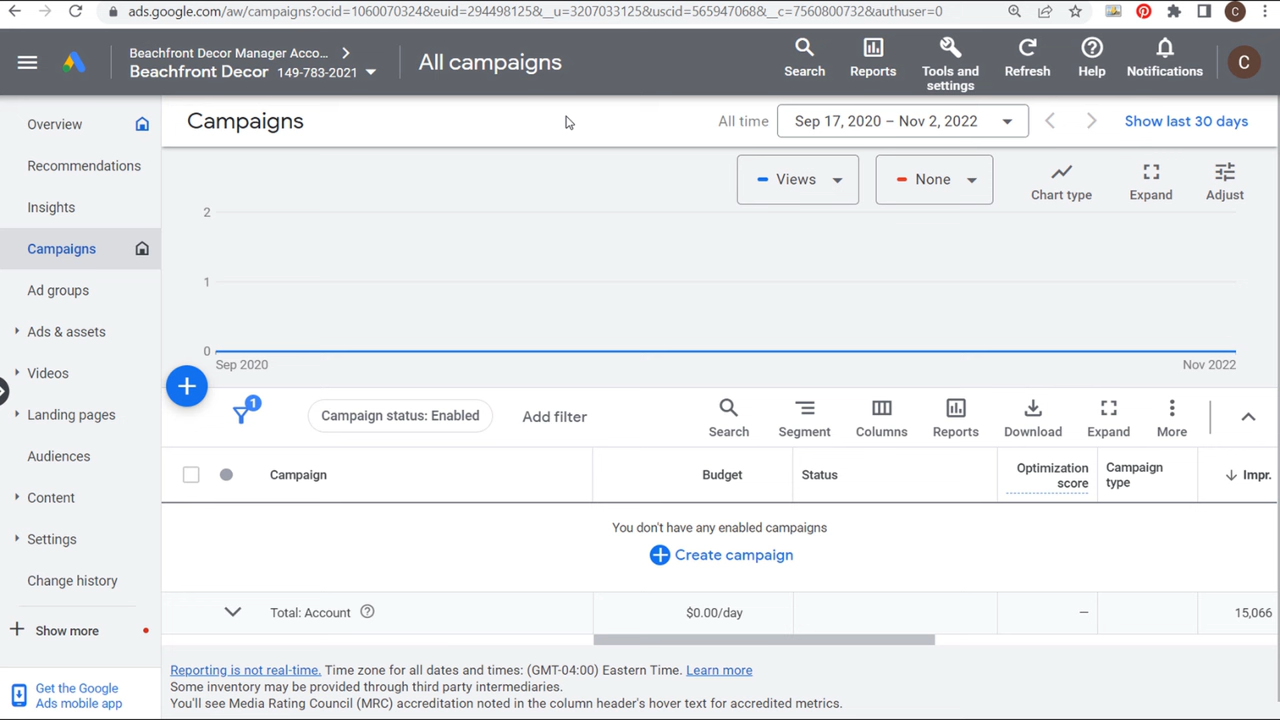 ads.google.com/aw/campaigns?ocid=1060070324&euid=294498125&__u=3207033125&uscid=565947068&__c=7560800732&authuser=0
C
Beachfront Decor Manager Acco...
Beachfront Decor 149-783-2021
All campaigns
Search
Reports
Tools and settings
Refresh
Help
Notifications
C
Overview
Recommendations
Insights
Campaigns
Ad groups
Ads & assets
Videos
Landing pages
Audiences
Content
Settings
Change history
Show more
Get the Google
Ads mobile app
Campaigns
All time
Sep 17, 2020 – Nov 2, 2022
Show last 30 days
Views
None
Chart type
Expand
Adjust
2
1
0
Sep 2020
Nov 2022
1
Campaign status: Enabled
Add filter
Search
Segment
Columns
Reports
Download
Expand
More
Campaign
Budget
Status
Optimization score
Campaign type
Impr.
You don't have any enabled campaigns
Create campaign
Total: Account
$0.00/day
—
15,066
Reporting is not real-time. Time zone for all dates and times: (GMT-04:00) Eastern Time. Learn more
Some inventory may be provided through third party intermediaries.
You'll see Media Rating Council (MRC) accreditation noted in the column header's hover text for accredited metrics.